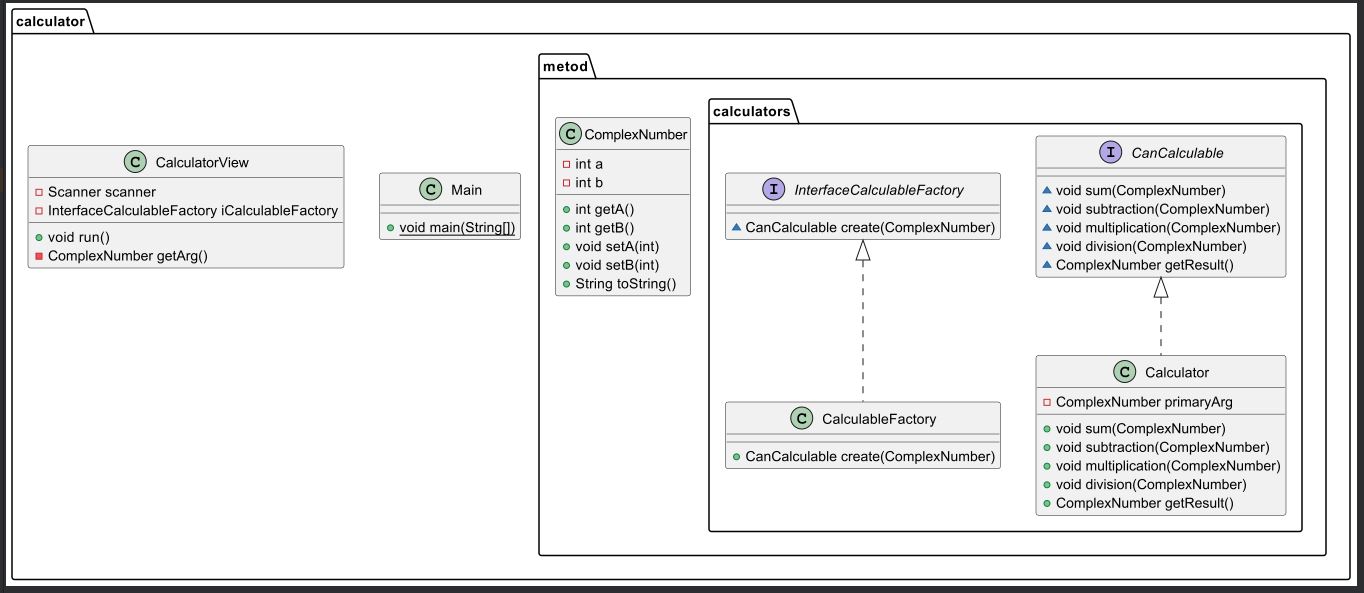 calculator
CalculatorView
Scanner scanner
InterfaceCalculableFactory iCalculableFactory
void run()
ComplexNumber getArg()
Main
void main(String[])
metod
ComplexNumber
int a
int b
int getA()
int getB()
void setA(int)
void setB(int)
String toString()
calculators
InterfaceCalculableFactory
CanCalculable create(ComplexNumber)
CanCalculable
void sum(ComplexNumber)
void subtraction(ComplexNumber)
void multiplication(ComplexNumber)
void division(ComplexNumber)
ComplexNumber getResult()
CalculableFactory
CanCalculable create(ComplexNumber)
Calculator
ComplexNumber primaryArg
void sum(ComplexNumber)
void subtraction(ComplexNumber)
void multiplication(ComplexNumber)
void division(ComplexNumber)
ComplexNumber getResult()